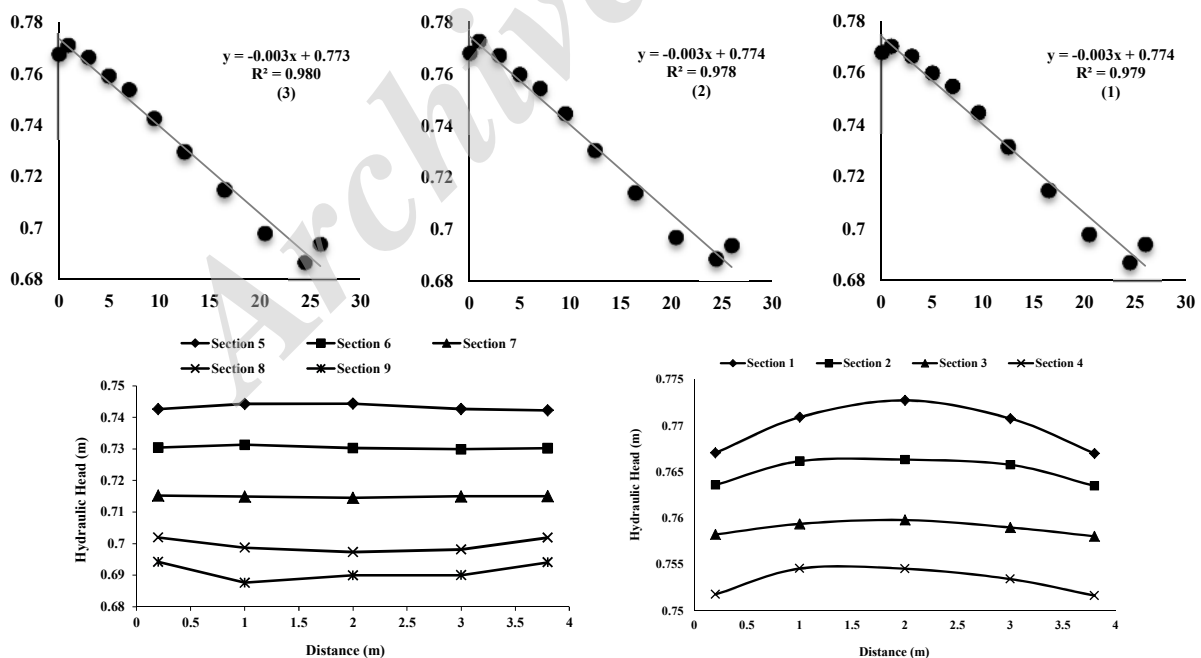 0.78
0.76
0.74
0.72
0.7
0.68
0 5 10 15 20 25 30
y = -0.003x + 0.773
R² = 0.980
(3)
0.78
0.76
0.74
0.72
0.7
0.68
0 5 10 15 20 25 30
y = -0.003x + 0.774
R² = 0.978
(2)
0.78
0.76
0.74
0.72
0.7
0.68
0 5 10 15 20 25 30
y = -0.003x + 0.774
R² = 0.979
(1)
Archive
Section 5 Section 6 Section 7
Section 8 Section 9
Hydraulic Head (m)
0.75
0.74
0.73
0.72
0.71
0.7
0.69
0.68
0 0.5 1 1.5 2 2.5 3 3.5 4
Distance (m)
Section 1 Section 2 Section 3 Section 4
Hydraulic Head (m)
0.775
0.77
0.765
0.76
0.755
0.75
0 0.5 1 1.5 2 2.5 3 3.5 4
Distance (m)